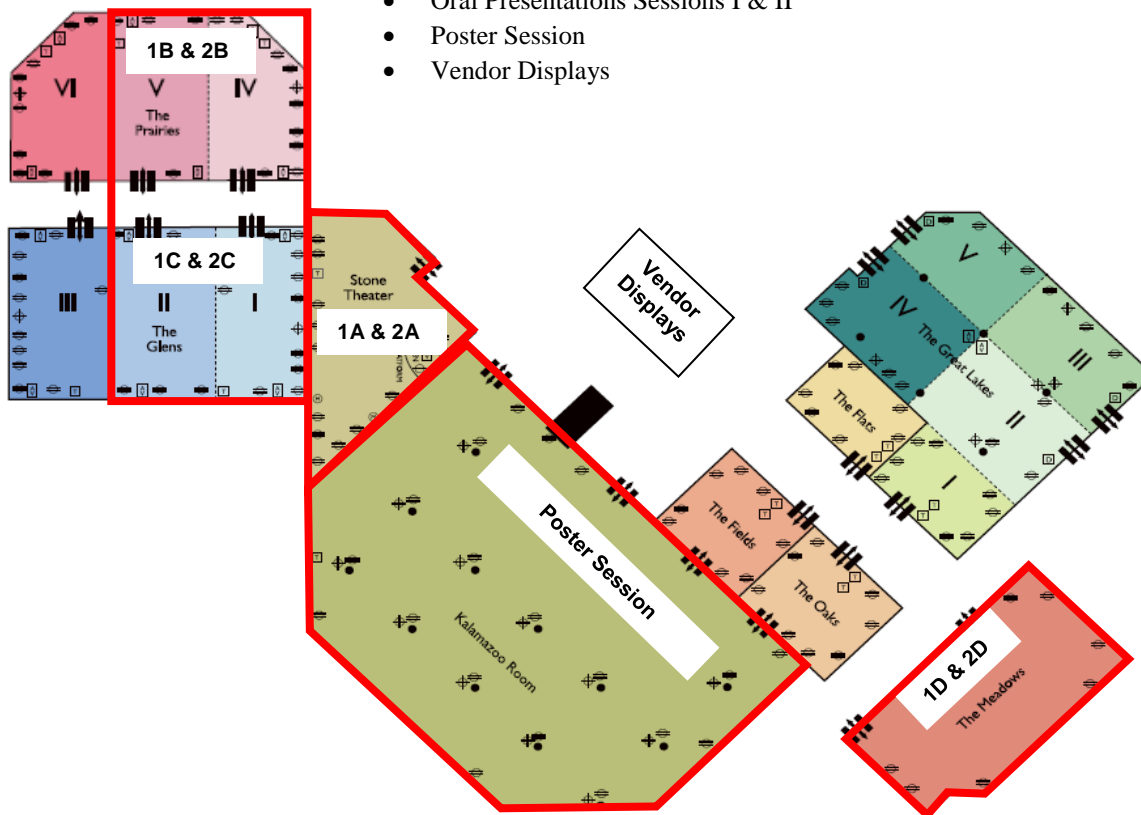 • Oral Presentations Sessions I & II
• Poster Session
• Vendor Displays
1B & 2B
VI
V
IV
The
Prairies
1C & 2C
III
II
I
The
Glens
Stone
Theater
1A & 2A
Vendor
Displays
V
IV
The Great Lakes
III
II
I
The Flats
The Fields
The Oaks
Poster Session
Kalamazoo Room
1D & 2D
The Meadows